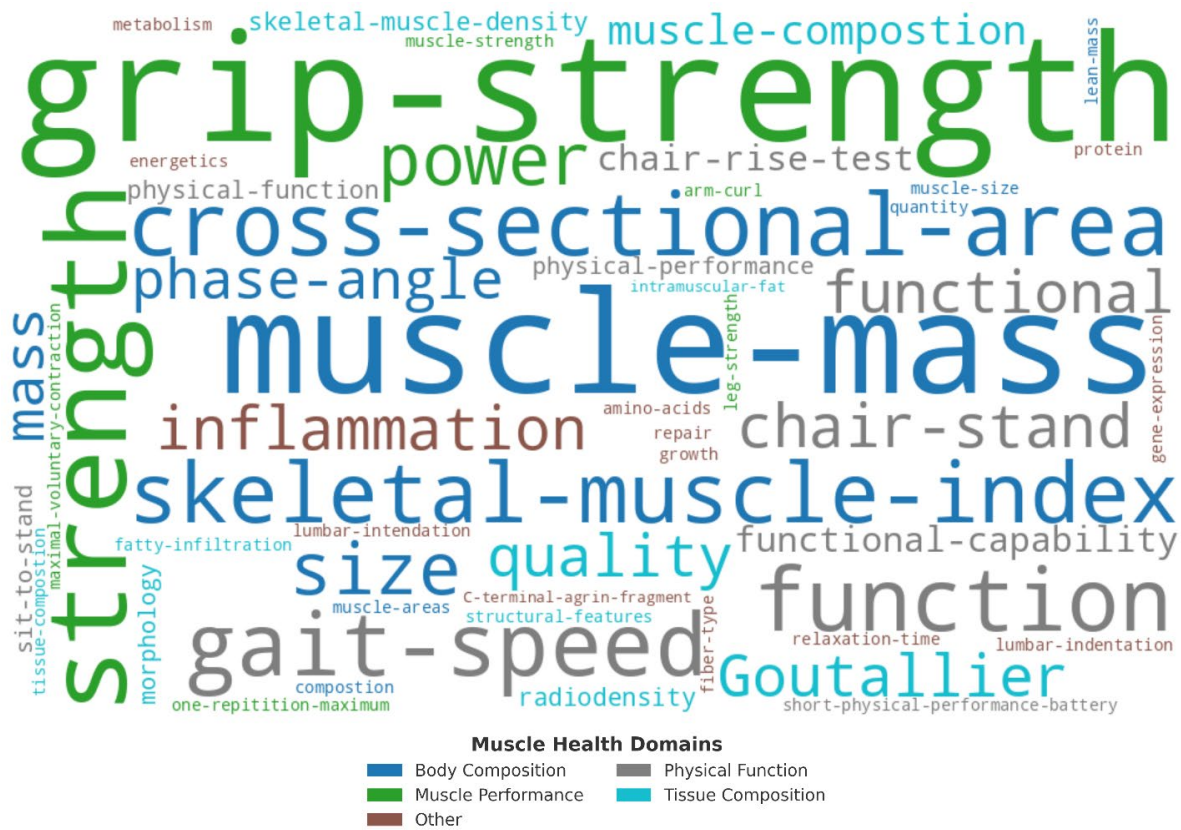 metabolism
skeletal-muscle-density
muscle-compostion
muscle-strength
lean-mass
grip-strength
energetics
power
chair-rise-test
protein
physical-function
arm-curl
muscle-size
quantity
cross-sectional-area
strength
phase-angle
physical-performance
intramuscular-fat
functional
mass
maximal-voluntary-contraction
muscle-mass
leg-strength
gene-expression
inflammation
amino-acids
repair
growth
chair-stand
skeletal-muscle-index
sit-to-stand
tissue-compostion
lumbar-intendation
fatty-infiltration
functional-capability
size
quality
morphology
muscle-areas
C-terminal-agrin-fragment
structural-features
function
fiber-type
gait-speed
relaxation-time
lumbar-indentation
Goutallier
compostion
radiodensity
one-repitition-maximum
short-physical-performance-battery
Muscle Health Domains
Body Composition
Physical Function
Muscle Performance
Tissue Composition
Other